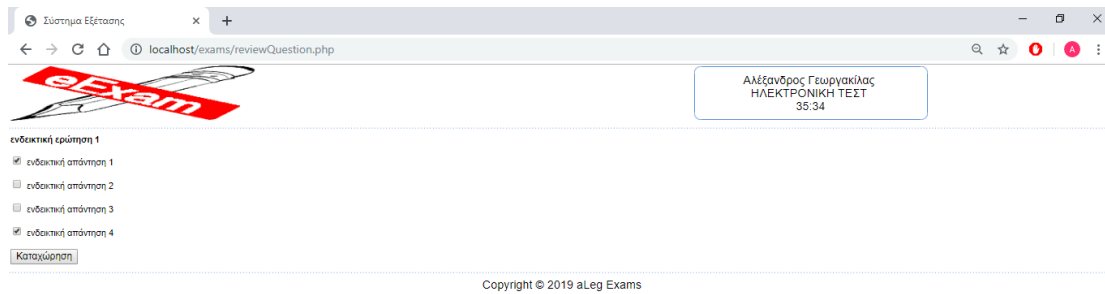 Σύστημα Εξέτασης
localhost/exams/reviewQuestion.php
A
eExam
Αλέξανδρος Γεωργακίλας
ΗΛΕΚΤΡΟΝΙΚΗ ΤΕΣΤ
35:34
ενδεικτική ερώτηση 1
ενδεικτική απάντηση 1
ενδεικτική απάντηση 2
ενδεικτική απάντηση 3
ενδεικτική απάντηση 4
Καταχώρηση
Copyright © 2019 aLeg Exams